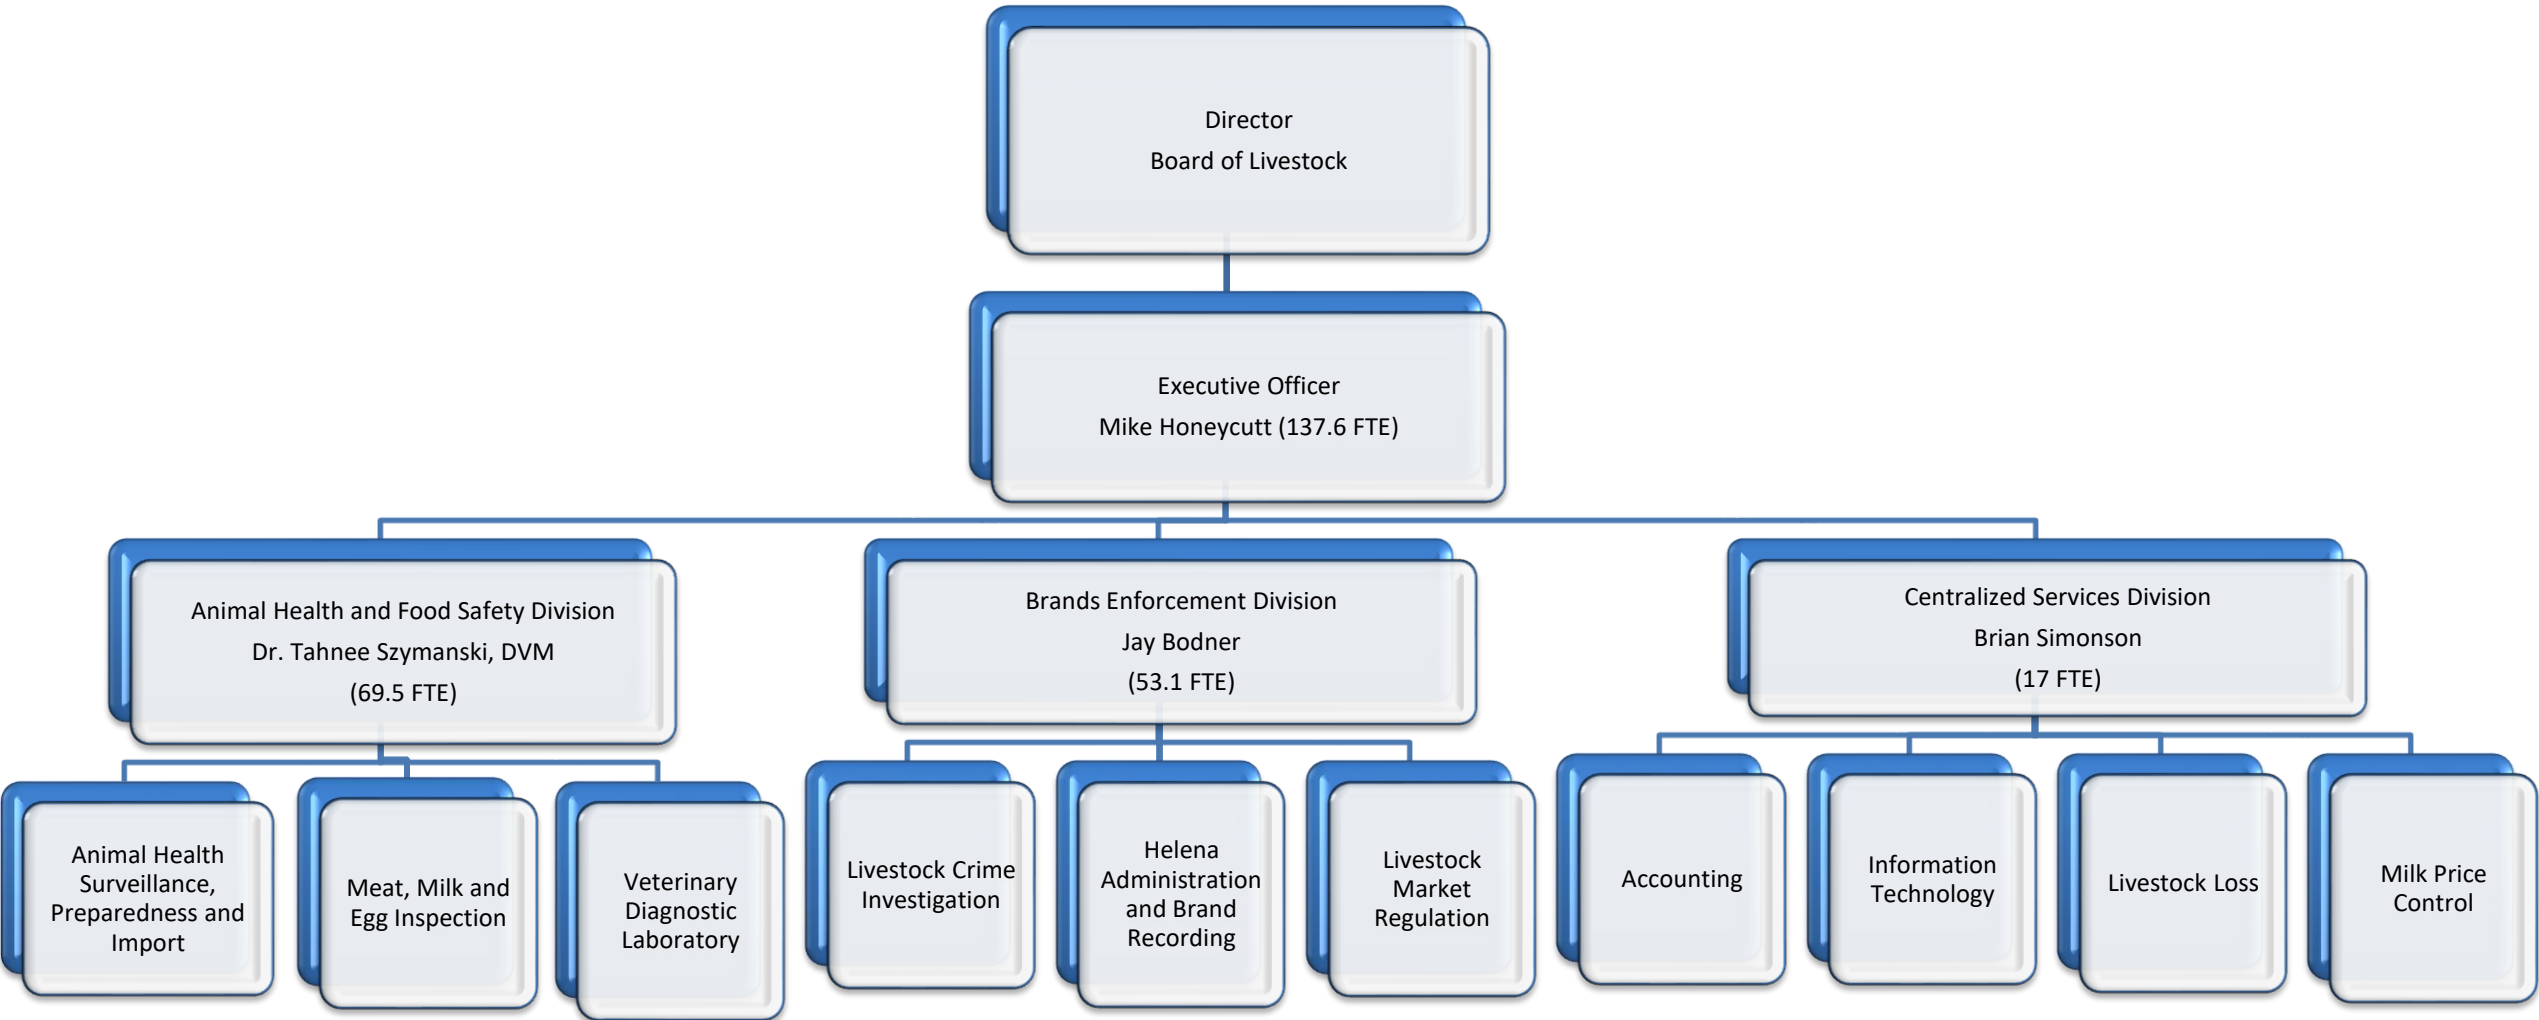 Director
Board of Livestock
Executive Officer
Mike Honeycutt (137.6 FTE)
Animal Health and Food Safety Division
Dr. Tahnee Szymanski, DVM
(69.5 FTE)
Brands Enforcement Division
Jay Bodner
(53.1 FTE)
Centralized Services Division
Brian Simonson
(17 FTE)
Animal Health
Surveillance,
Preparedness and
Import
Meat, Milk and
Egg Inspection
Veterinary
Diagnostic
Laboratory
Livestock Crime
Investigation
Helena
Administration
and Brand
Recording
Livestock
Market
Regulation
Accounting
Information
Technology
Livestock Loss
Milk Price
Control